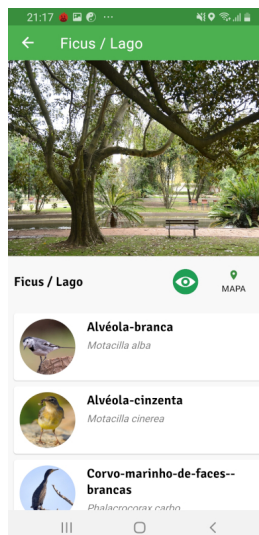 21:17
Ficus / Lago
Ficus / Lago
MAPA
Alvéola-branca
Motacilla alba
Alvéola-cinzenta
Motacilla cinerea
Corvo-marinho-de-faces--
brancas
Phalacrocorax carbo